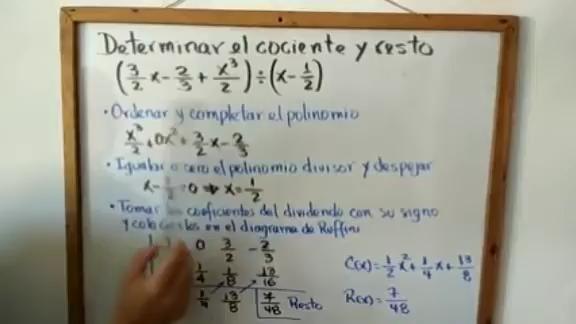 Determinar el cociente y resto
(3/2 x - 2/3 + x³/2) ÷ (x - 1/2)
• Ordenar y completar el polinomio
x³/2 + 0x² + 3/2 x - 2/3
• Igualar a cero el polinomio divisor y despejar
x - 1/2 = 0 → x = 1/2
• Tomar los coeficientes del dividendo con su signo
y colocarlos en el diagrama de Ruffini
0 3/2 - 2/3
1/4 1/8 13/16 C(x) = 1/2 x² + 1/4 x + 13/8
1/4 13/8 7/48 Resto R(x) = 7/48